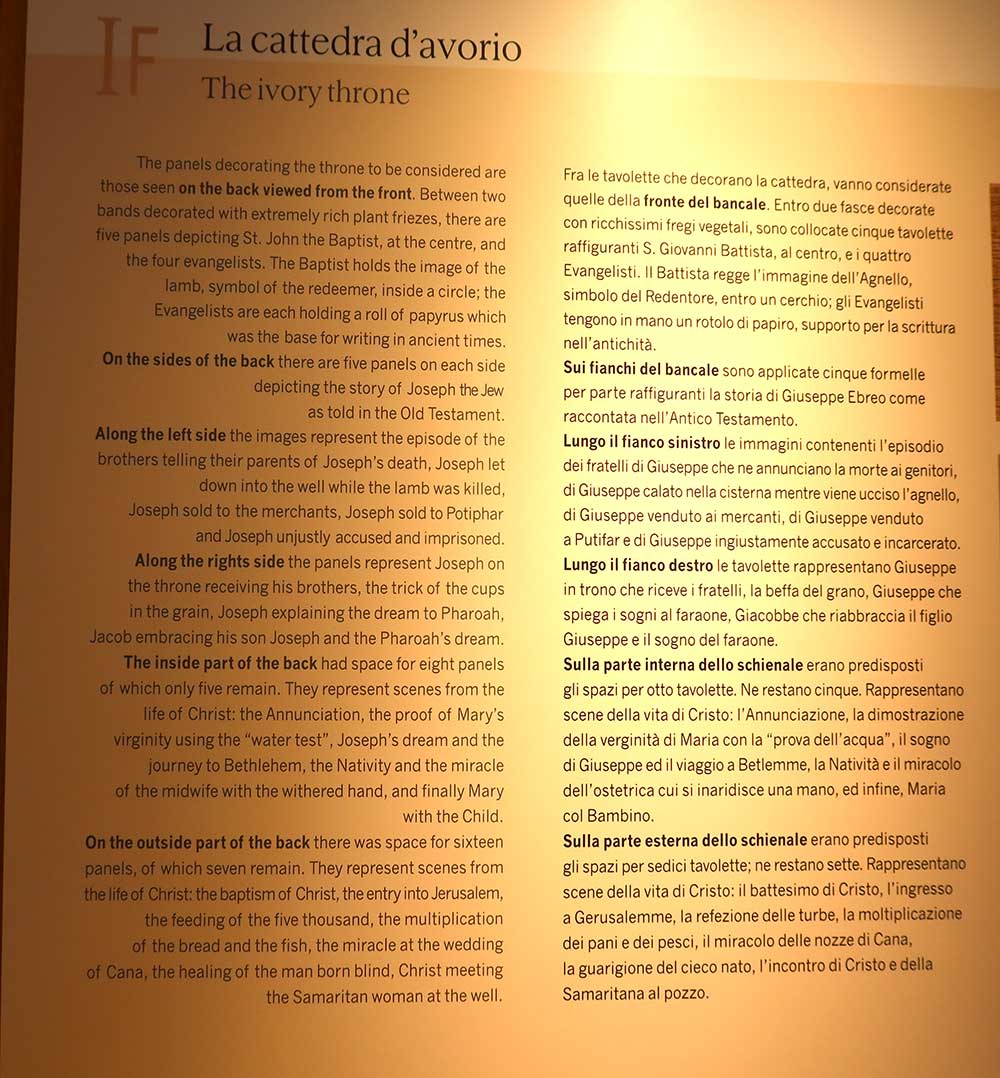 IF
La cattedra d'avorio
The ivory throne
The panels decorating the throne to be considered are
those seen on the back viewed from the front. Between two
bands decorated with extremely rich plant friezes, there are
five panels depicting St. John the Baptist, at the centre, and
the four evangelists. The Baptist holds the image of the
lamb, symbol of the redeemer, inside a circle; the
Evangelists are each holding a roll of papyrus which
was the base for writing in ancient times.
On the sides of the back there are five panels on each side
depicting the story of Joseph the Jew
as told in the Old Testament.
Along the left side the images represent the episode of the
brothers telling their parents of Joseph's death, Joseph let
down into the well while the lamb was killed,
Joseph sold to the merchants, Joseph sold to Potiphar
and Joseph unjustly accused and imprisoned.
Along the rights side the panels represent Joseph on
the throne receiving his brothers, the trick of the cups
in the grain, Joseph explaining the dream to Pharoah,
Jacob embracing his son Joseph and the Pharoah's dream.
The inside part of the back had space for eight panels
of which only five remain. They represent scenes from the
life of Christ: the Annunciation, the proof of Mary's
virginity using the "water test", Joseph's dream and the
journey to Bethlehem, the Nativity and the miracle
of the midwife with the withered hand, and finally Mary
with the Child.
On the outside part of the back there was space for sixteen
panels, of which seven remain. They represent scenes from
the life of Christ: the baptism of Christ, the entry into Jerusalem,
the feeding of the five thousand, the multiplication
of the bread and the fish, the miracle at the wedding
of Cana, the healing of the man born blind, Christ meeting
the Samaritan woman at the well.
Fra le tavolette che decorano la cattedra, vanno considerate
quelle della fronte del bancale. Entro due fasce decorate
con ricchissimi fregi vegetali, sono collocate cinque tavolette
raffiguranti S. Giovanni Battista, al centro, e i quattro
Evangelisti. Il Battista regge l'immagine dell'Agnello,
simbolo del Redentore, entro un cerchio; gli Evangelisti
tengono in mano un rotolo di papiro, supporto per la scrittura
nell'antichità.
Sui fianchi del bancale sono applicate cinque formelle
per parte raffiguranti la storia di Giuseppe Ebreo come
raccontata nell'Antico Testamento.
Lungo il fianco sinistro le immagini contenenti l'episodio
dei fratelli di Giuseppe che ne annunciano la morte ai genitori,
di Giuseppe calato nella cisterna mentre viene ucciso l'agnello,
di Giuseppe venduto ai mercanti, di Giuseppe venduto
a Putifar e di Giuseppe ingiustamente accusato e incarcerato.
Lungo il fianco destro le tavolette rappresentano Giuseppe
in trono che riceve i fratelli, la beffa del grano, Giuseppe che
spiega i sogni al faraone, Giacobbe che riabbraccia il figlio
Giuseppe e il sogno del faraone.
Sulla parte interna dello schienale erano predisposti
gli spazi per otto tavolette. Ne restano cinque. Rappresentano
scene della vita di Cristo: l'Annunciazione, la dimostrazione
della verginità di Maria con la "prova dell'acqua", il sogno
di Giuseppe ed il viaggio a Betlemme, la Natività e il miracolo
dell'ostetrica cui si inaridisce una mano, ed infine, Maria
col Bambino.
Sulla parte esterna dello schienale erano predisposti
gli spazi per sedici tavolette; ne restano sette. Rappresentano
scene della vita di Cristo: il battesimo di Cristo, l'ingresso
a Gerusalemme, la refezione delle turbe, la moltiplicazione
dei pani e dei pesci, il miracolo delle nozze di Cana,
la guarigione del cieco nato, l'incontro di Cristo e della
Samaritana al pozzo.